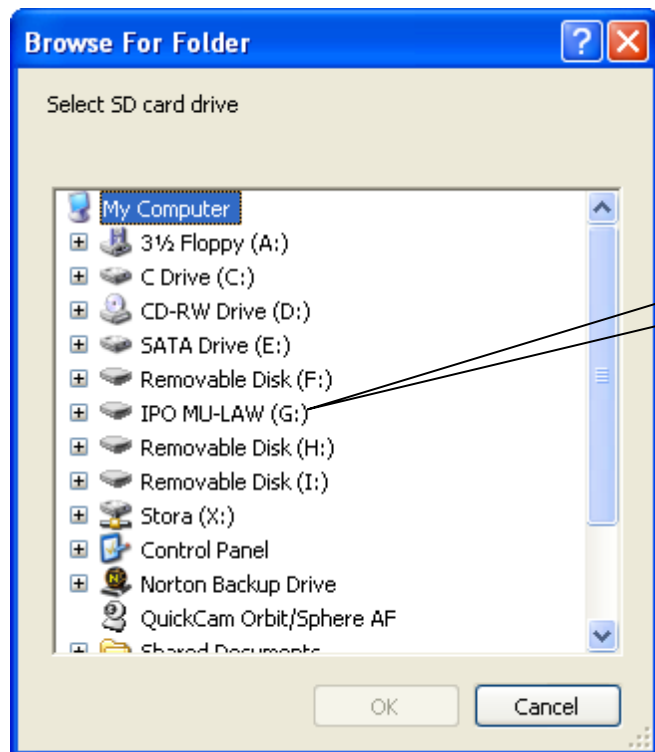 Browse For Folder
Select SD card drive
My Computer
3½ Floppy (A:)
C Drive (C:)
CD-RW Drive (D:)
SATA Drive (E:)
Removable Disk (F:)
IPO MU-LAW (G:)
Removable Disk (H:)
Removable Disk (I:)
Stora (X:)
Control Panel
Norton Backup Drive
QuickCam Orbit/Sphere AF
Shared Documents
OK Cancel